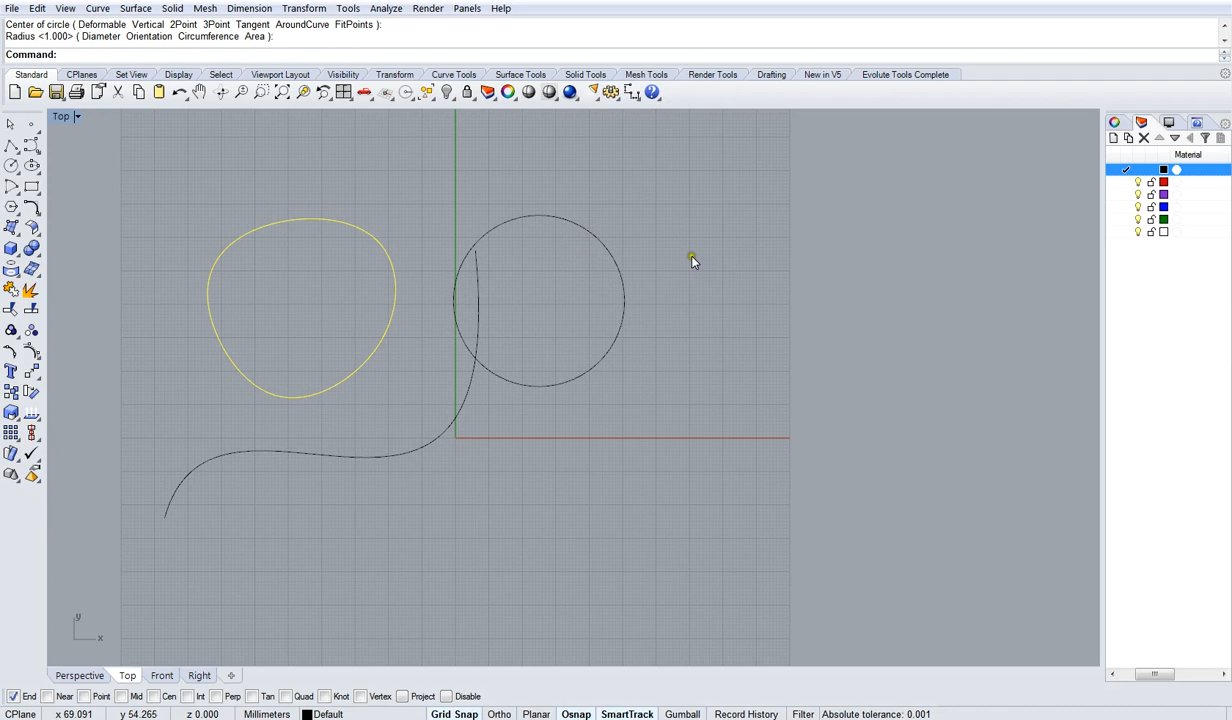 File Edit View Curve Surface Solid Mesh Dimension Transform Tools Analyze Render Panels Help
Center of circle ( Deformable Vertical 2Point 3Point Tangent AroundCurve FitPoints ):
Radius <1.000> ( Diameter Orientation Circumference Area ):
Command:
Standard CPlanes Set View Display Select Viewport Layout Visibility Transform Curve Tools Surface Tools Solid Tools Mesh Tools Render Tools Drafting New in V5 Evolute Tools Complete
Top
Material
y
x
Perspective Top Front Right
End Near Point Mid Cen Int Perp Tan Quad Knot Vertex Project Disable
CPlane x 69.091 y 54.265 z 0.000 Millimeters Default Grid Snap Ortho Planar Osnap SmartTrack Gumball Record History Filter Absolute tolerance: 0.001